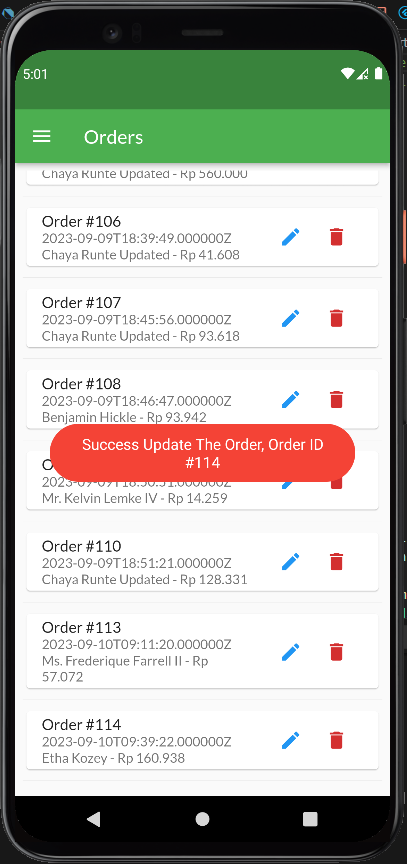 5:01
Orders
Chaya Runte Updated - Rp 560.000
Order #106
2023-09-09T18:39:49.000000Z
Chaya Runte Updated - Rp 41.608
Order #107
2023-09-09T18:45:56.000000Z
Chaya Runte Updated - Rp 93.618
Order #108
2023-09-09T18:46:47.000000Z
Benjamin Hickle - Rp 93.942
Success Update The Order, Order ID
#114
Mr. Kelvin Lemke IV - Rp 14.259
Order #110
2023-09-09T18:51:21.000000Z
Chaya Runte Updated - Rp 128.331
Order #113
2023-09-10T09:11:20.000000Z
Ms. Frederique Farrell II - Rp
57.072
Order #114
2023-09-10T09:39:22.000000Z
Etha Kozey - Rp 160.938